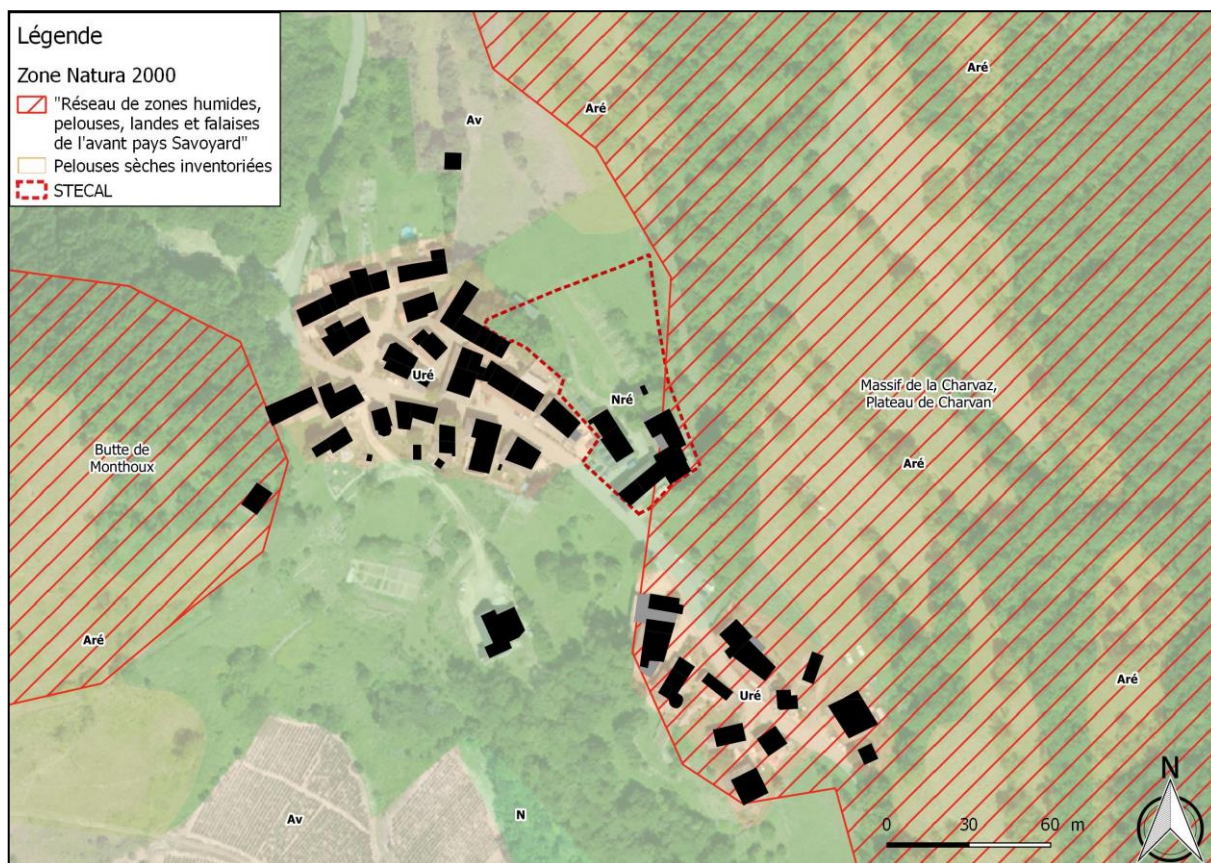 Légende
Zone Natura 2000
"Réseau de zones humides,
pelouses, landes et falaises
de l'avant pays Savoyard"
Pelouses sèches inventoriées
STECAL
Aré
Aré
Av
Uré
Nré
Massif de la Charvaz,
Plateau de Charvan
Aré
Butte de
Monthoux
Aré
Uré
Aré
Av
N
N
0 30 60 m